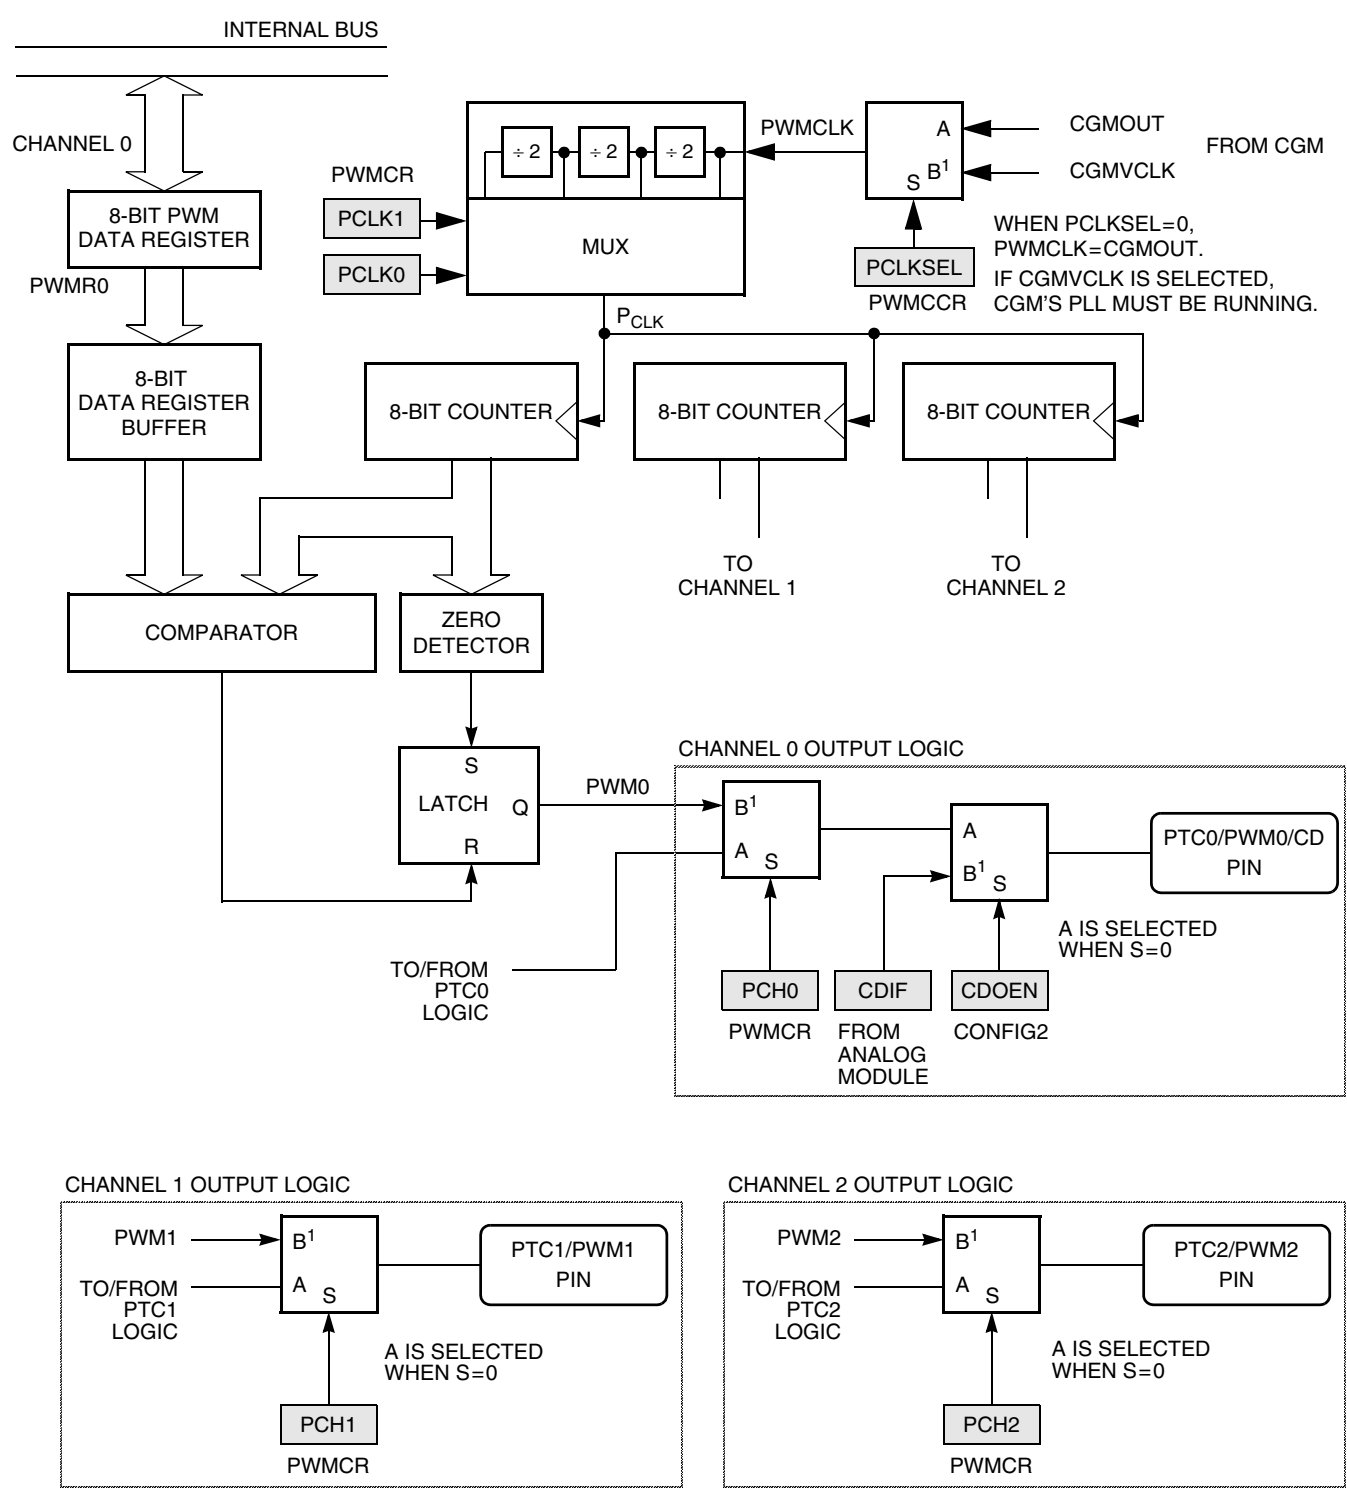 INTERNAL BUS
CHANNEL 0
8-BIT PWM
DATA REGISTER
PWMR0
8-BIT
DATA REGISTER
BUFFER
PWMCR
PCLK1
PCLK0
÷ 2
÷ 2
÷ 2
MUX
PWMCLK
A
B1
S
CGMOUT
CGMVCLK
FROM CGM
PCLKSEL
PWMCCR
WHEN PCLKSEL=0,
PWMCLK=CGMOUT.
IF CGMVCLK IS SELECTED,
CGM'S PLL MUST BE RUNNING.
PCLK
8-BIT COUNTER
8-BIT COUNTER
8-BIT COUNTER
TO
CHANNEL 1
TO
CHANNEL 2
COMPARATOR
ZERO
DETECTOR
S
LATCH
Q
R
PWM0
CHANNEL 0 OUTPUT LOGIC
B1
A
S
A
B1
S
PTC0/PWM0/CD
PIN
A IS SELECTED
WHEN S=0
TO/FROM
PTC0
LOGIC
PCH0
PWMCR
CDIF
FROM
ANALOG
MODULE
CDOEN
CONFIG2
CHANNEL 1 OUTPUT LOGIC
PWM1
TO/FROM
PTC1
LOGIC
B1
A
S
PTC1/PWM1
PIN
A IS SELECTED
WHEN S=0
PCH1
PWMCR
CHANNEL 2 OUTPUT LOGIC
PWM2
TO/FROM
PTC2
LOGIC
B1
A
S
PTC2/PWM2
PIN
A IS SELECTED
WHEN S=0
PCH2
PWMCR